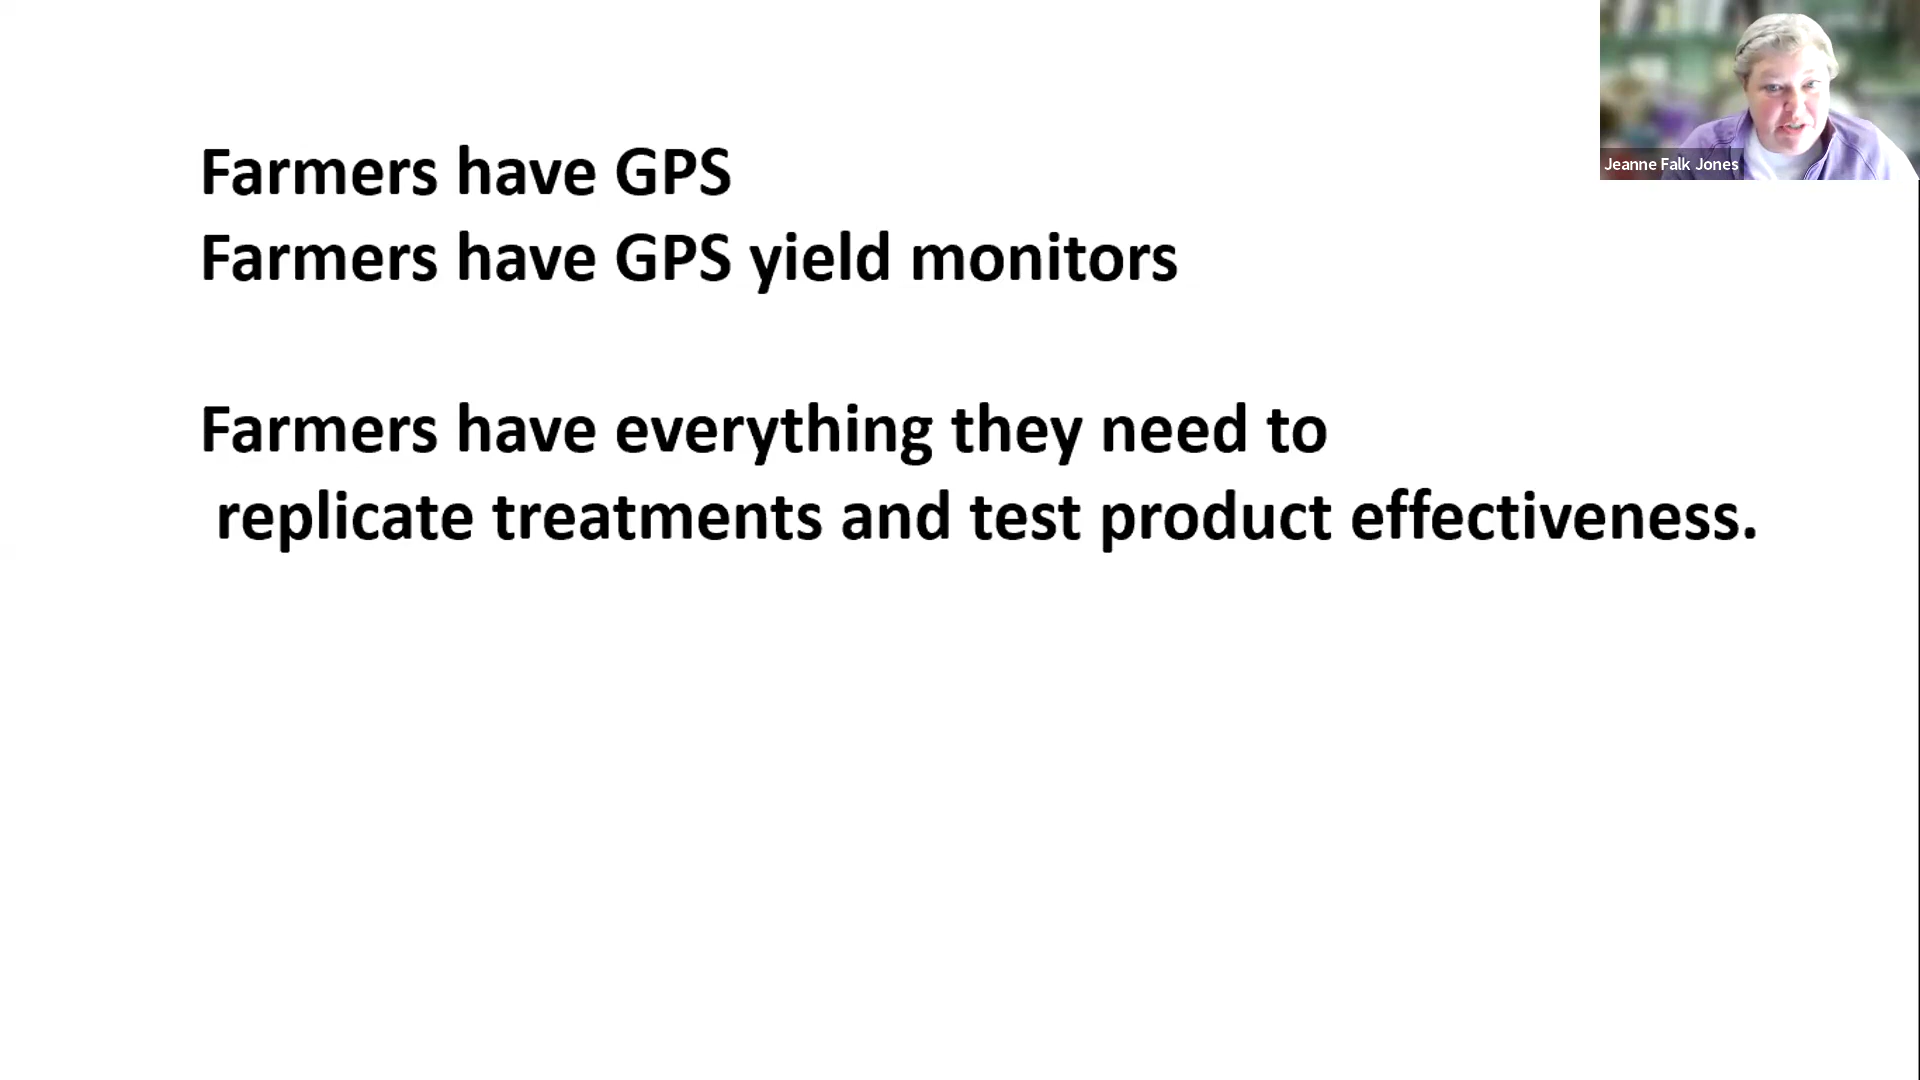 Farmers have GPS
Farmers have GPS yield monitors
Farmers have everything they need to
replicate treatments and test product effectiveness.
Jeanne Falk Jones